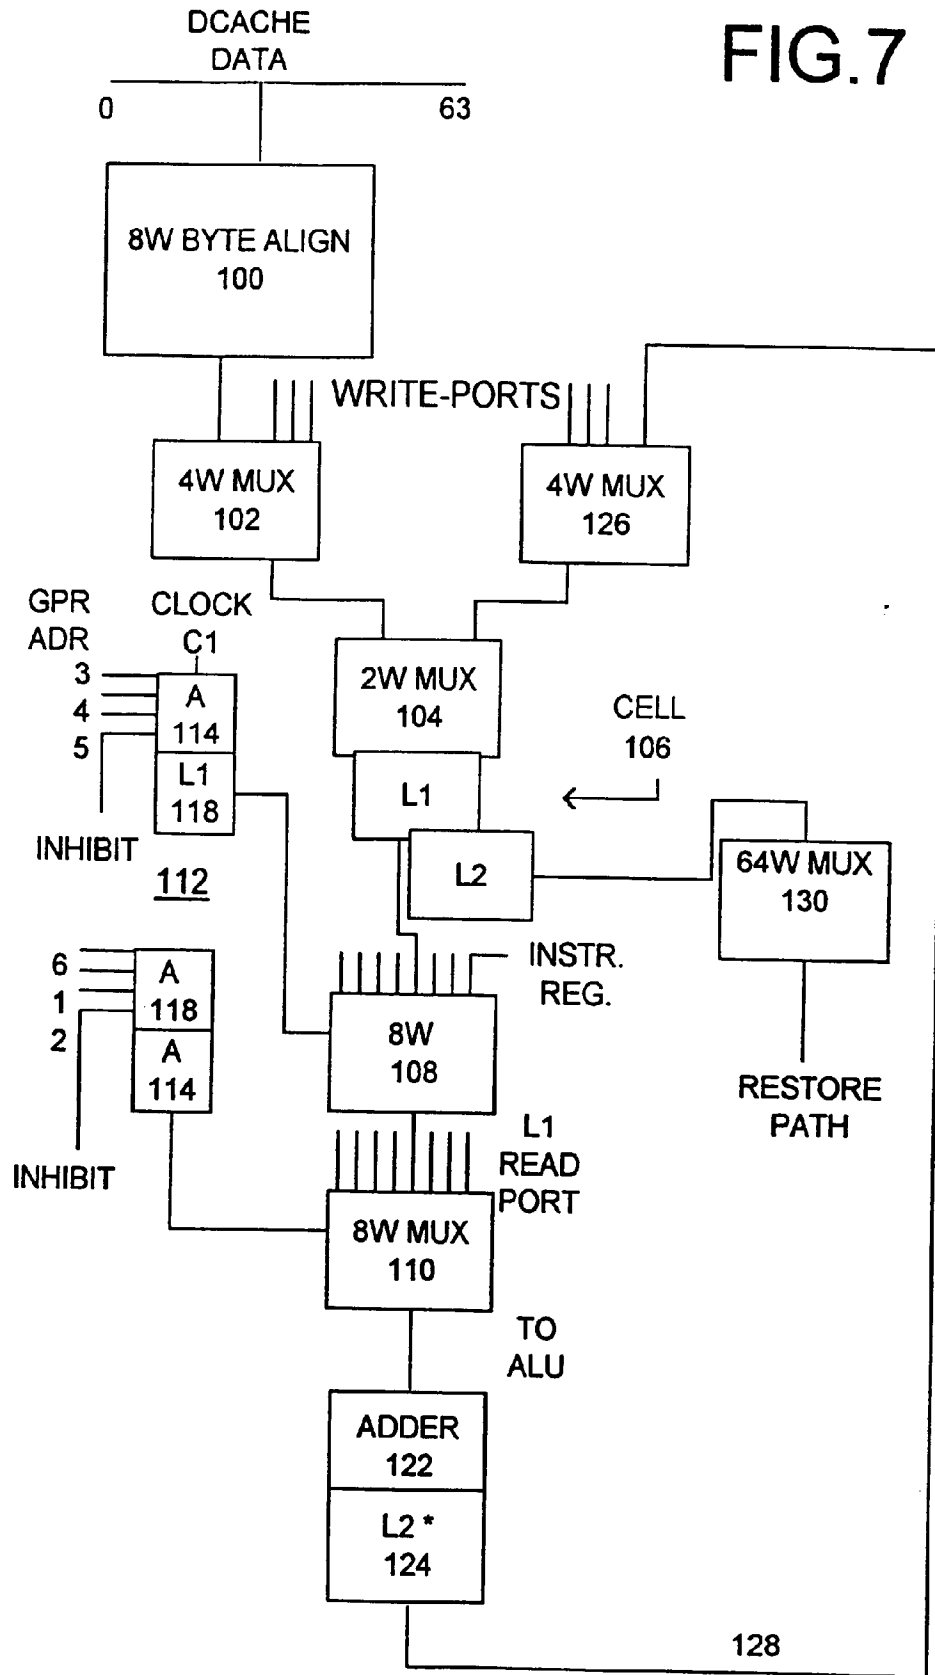 DCACHE
DATA
FIG.7
0
63
8W BYTE ALIGN
100
WRITE-PORTS
4W MUX
102
4W MUX
126
GPR
ADR
CLOCK
C1
3
4
5
A
114
L1
118
INHIBIT
112
2W MUX
104
CELL
106
L1
L2
64W MUX
130
6
1
2
A
118
A
114
INHIBIT
INSTR.
REG.
8W
108
RESTORE
PATH
L1
READ
PORT
8W MUX
110
TO
ALU
ADDER
122
L2 *
124
128